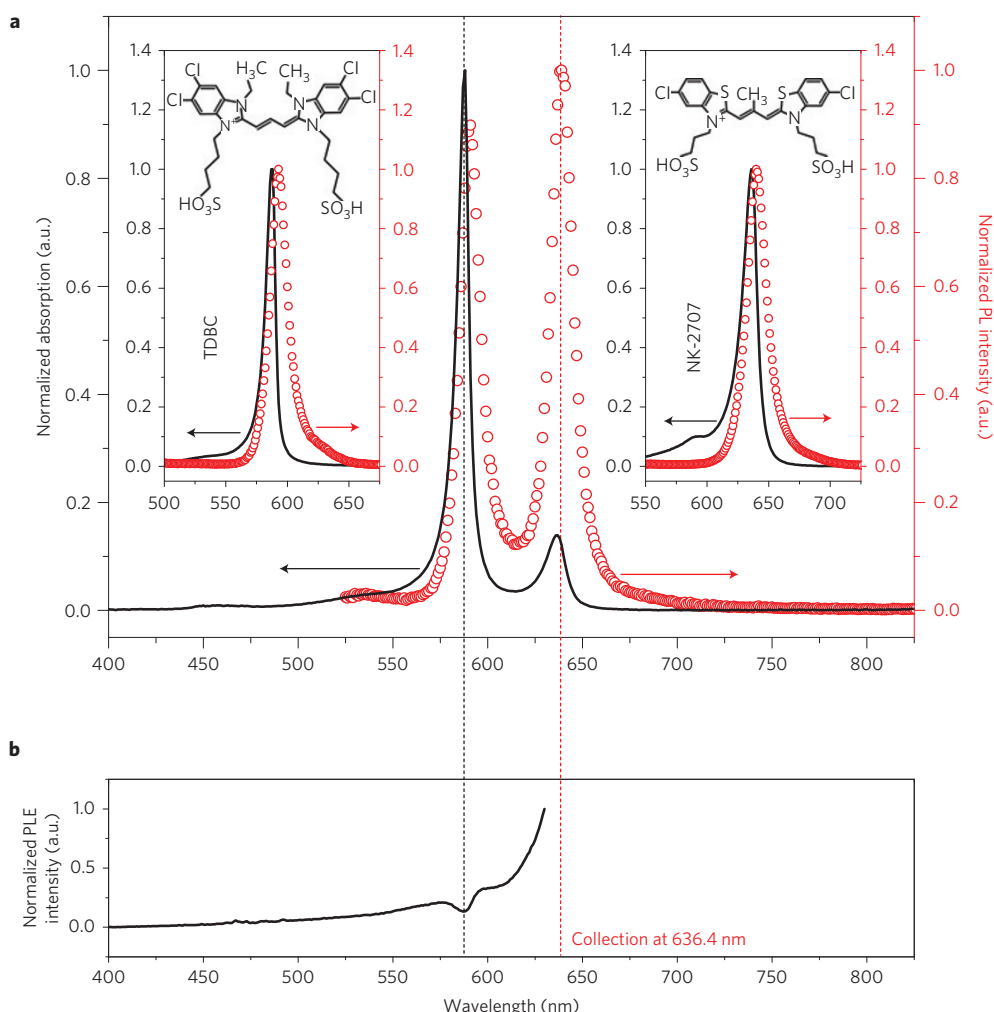 a
Normalized absorption (a.u.)
1.0
0.8
0.6
0.4
0.2
0.0
1.4
1.2
1.0
0.8
0.6
0.4
0.2
0.0
500 550 600 650
1.4
1.2
1.0
0.8
0.6
0.4
0.2
0.0
Cl
Cl
H3C
CH3
Cl
Cl
N
N
N+
N
HO3S
SO3H
TDBC
1.4
1.2
1.0
0.8
0.6
0.4
0.2
0.0
550 600 650 700
1.4
1.2
1.0
0.8
0.6
0.4
0.2
0.0
Cl
S
CH3
S
Cl
N+
N
HO3S
SO3H
NK-2707
1.0
0.8
0.6
0.4
0.2
0.0
Normalized PL intensity (a.u.)
400 450 500 550 600 650 700 750 800
b
Normalized PLE
intensity (a.u.)
1.0
0.5
0.0
Collection at 636.4 nm
400 450 500 550 600 650 700 750 800
Wavelength (nm)